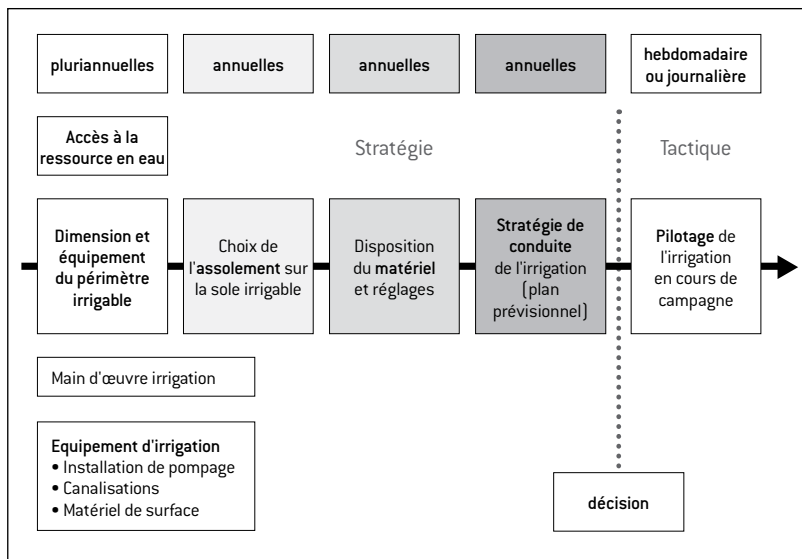 pluriannuelles
annuelles
annuelles
annuelles
hebdomadaire
ou journalière
Accès à la
ressource en eau
Stratégie
Tactique
Dimension et
équipement
du périmètre
irrigable
Choix de
l'assolement sur
la sole irrigable
Disposition
du matériel
et réglages
Stratégie de
conduite
de l'irrigation
(plan
prévisionnel)
Pilotage de
l'irrigation
en cours de
campagne
Main d'œuvre irrigation
Equipement d'irrigation
• Installation de pompage
• Canalisations
• Matériel de surface
décision